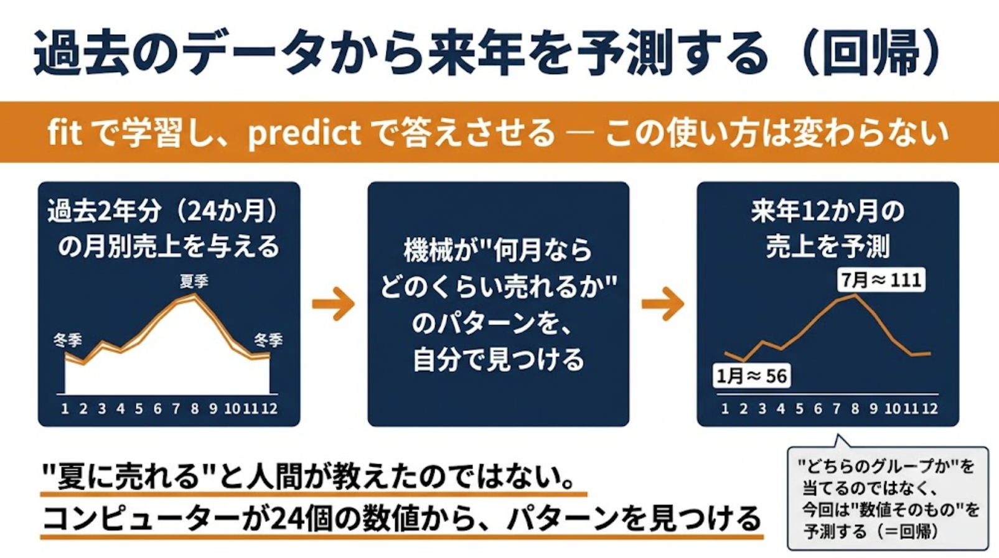 過去のデータから来年を予測する（回帰）
fit で学習し、predict で答えさせる ― この使い方は変わらない
過去2年分（24か月）
の月別売上を与える
夏季
冬季
冬季
1 2 3 4 5 6 7 8 9 10 11 12
機械が"何月なら
どのくらい売れるか"
のパターンを、
自分で見つける
来年12か月の
売上を予測
7月≈ 111
1月≈ 56
1 2 3 4 5 6 7 8 9 10 11 12
"夏に売れる"と人間が教えたのではない。
コンピューターが24個の数値から、パターンを見つける
"どちらのグループか"を
当てるのではなく、
今回は"数値そのもの"を
予測する（＝回帰）